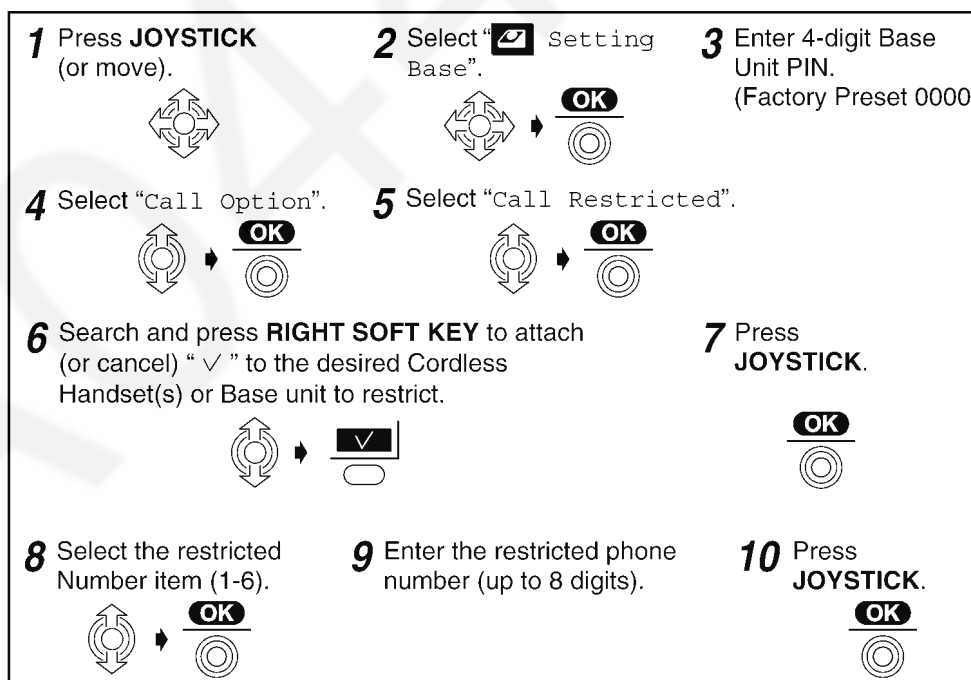 1 Press JOYSTICK
(or move).
2 Select “ Setting
Base”.
OK
3 Enter 4-digit Base
Unit PIN.
(Factory Preset 0000
4 Select “Call Option”.
OK
5 Select “Call Restricted”.
OK
6 Search and press RIGHT SOFT KEY to attach
(or cancel) “ ✓ ” to the desired Cordless
Handset(s) or Base unit to restrict.
✓
7 Press
JOYSTICK.
OK
8 Select the restricted
Number item (1-6).
OK
9 Enter the restricted phone
number (up to 8 digits).
10 Press
JOYSTICK.
OK